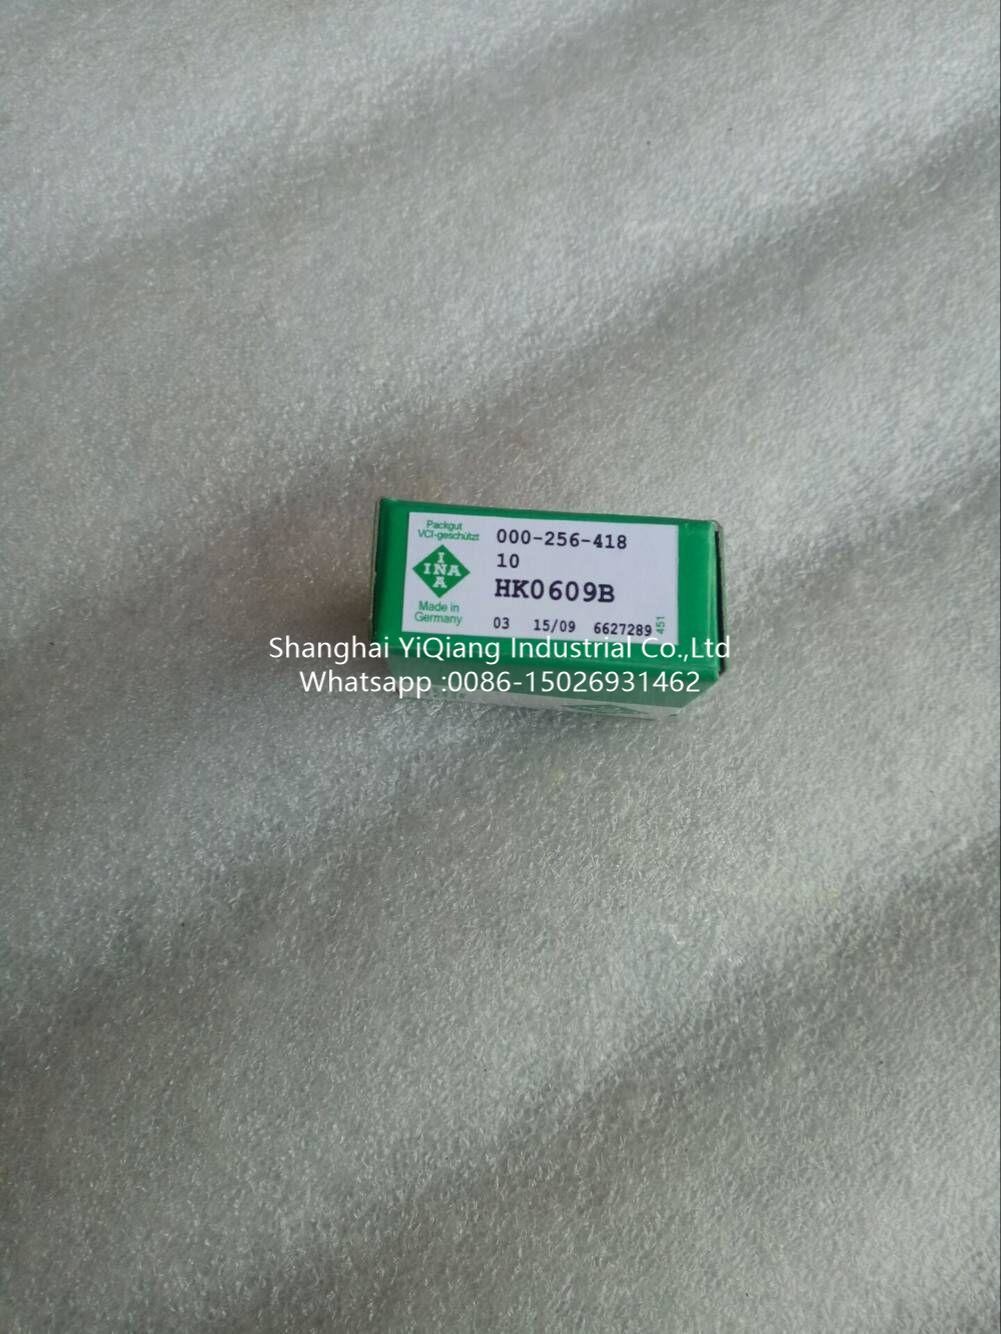 Packgut
VCI-geschützt
I
INA
A
Made in
Germany
000-256-418
10
HK0609B
03 15/09 6627289
451
Shanghai YiQiang Industrial Co.,Ltd
Whatsapp :0086-15026931462